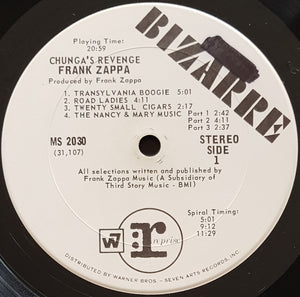 Playing Time:
20:59
BIZARRE
CHUNGA'S REVENGE
FRANK ZAPPA
Produced by Frank Zappa
1. TRANSYLVANIA BOOGIE 5:01
2. ROAD LADIES 4:11
3. TWENTY SMALL CIGARS 2:17
4. THE NANCY & MARY MUSIC Part 1 2:42
Part 2 4:11
Part 3 2:37
MS 2030
(31,107)
STEREO
SIDE
1
All selections written and published by
Frank Zappa Music (A Subsidiary of
Third Story Music - BMI)
W7
r
reprise
Spiral Timing:
5:01
9:12
11:29
DISTRIBUTED BY WARNER BROS. - SEVEN ARTS RECORDS, INC.